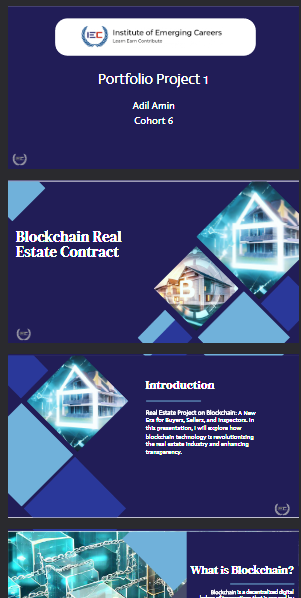 IEC
Institute of Emerging Careers
Learn Earn Contribute
Portfolio Project 1
Adil Amin
Cohort 6
Blockchain Real
Estate Contract
Introduction
Real Estate Project on Blockchain: A New
Era for Buyers, Sellers, and Inspectors. In
this presentation, I will explore how
blockchain technology is revolutionizing
the real estate industry and enhancing
transparency.
What is Blockchain?
Blockchain is a decentralized digital